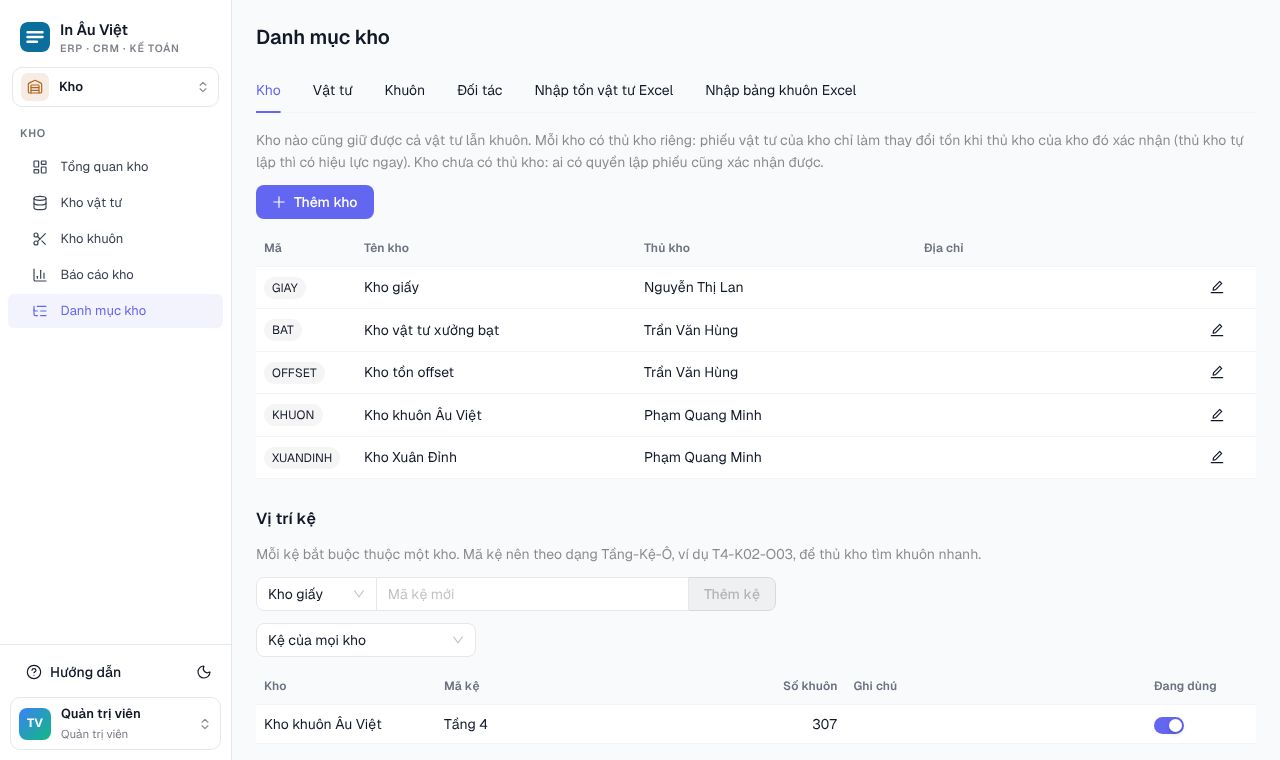 In Âu Việt
ERP · CRM · KẾ TOÁN
Kho
KHO
Tổng quan kho
Kho vật tư
Kho khuôn
Báo cáo kho
Danh mục kho
Hướng dẫn
TV
Quản trị viên
Quản trị viên
Danh mục kho
Kho Vật tư Khuôn Đối tác Nhập tồn vật tư Excel Nhập bảng khuôn Excel
Kho nào cũng giữ được cả vật tư lẫn khuôn. Mỗi kho có thủ kho riêng: phiếu vật tư của kho chỉ làm thay đổi tồn khi thủ kho của kho đó xác nhận (thủ kho tự
lập thì có hiệu lực ngay). Kho chưa có thủ kho: ai có quyền lập phiếu cũng xác nhận được.
Thêm kho
Mã Tên kho Thủ kho Địa chỉ
GIAY Kho giấy Nguyễn Thị Lan
BAT Kho vật tư xưởng bạt Trần Văn Hùng
OFFSET Kho tồn offset Trần Văn Hùng
KHUON Kho khuôn Âu Việt Phạm Quang Minh
XUANDINH Kho Xuân Đỉnh Phạm Quang Minh
Vị trí kệ
Mỗi kệ bắt buộc thuộc một kho. Mã kệ nên theo dạng Tầng-Kệ-Ô, ví dụ T4-K02-O03, để thủ kho tìm khuôn nhanh.
Kho giấy Mã kệ mới Thêm kệ
Kệ của mọi kho
Kho Mã kệ Số khuôn Ghi chú Đang dùng
Kho khuôn Âu Việt Tầng 4 307